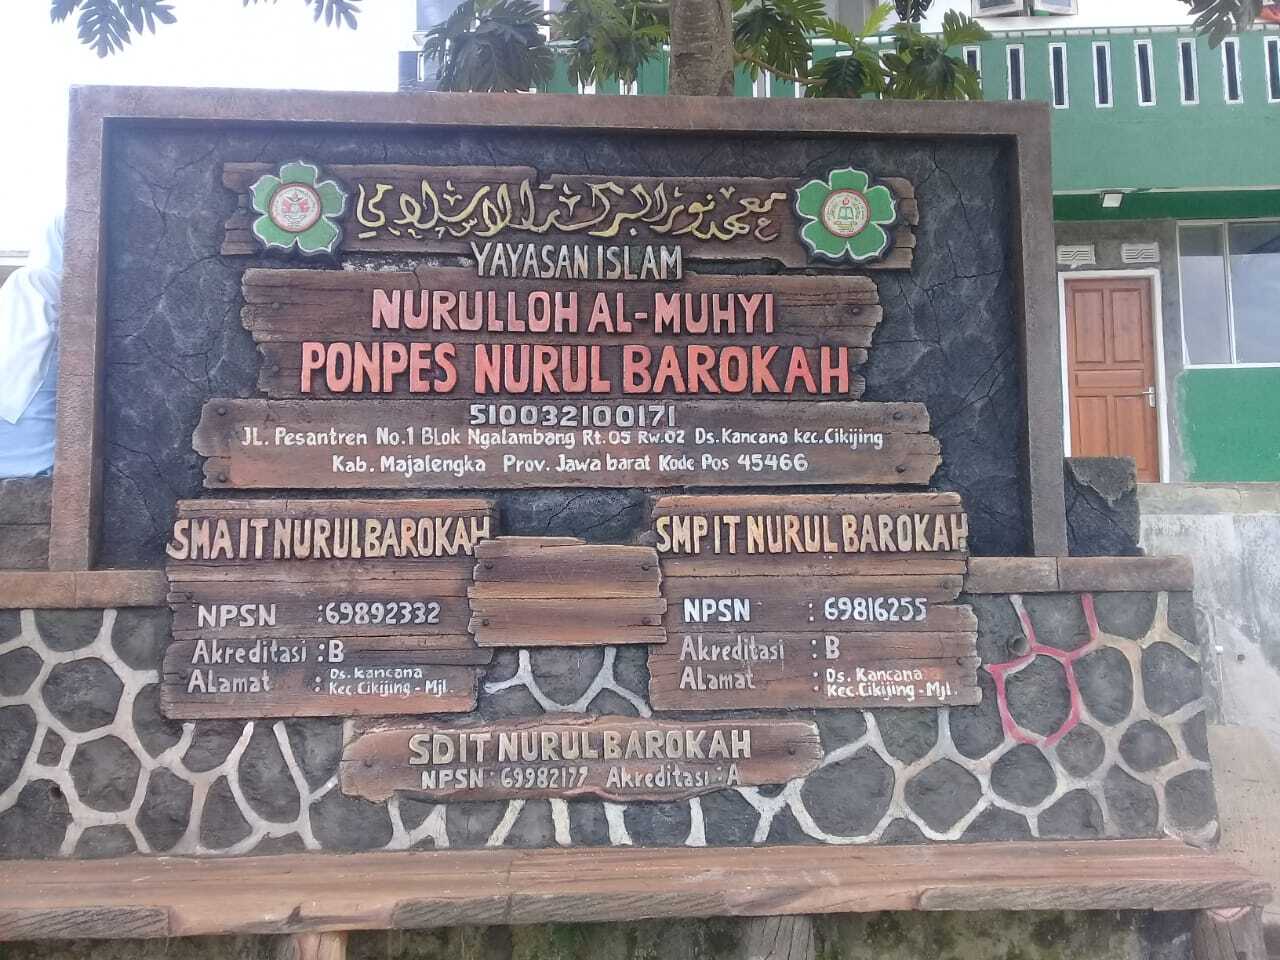 معهد نور البركة الإسلامي
YAYASAN ISLAM
NURULLOH AL-MUHYI
PONPES NURUL BAROKAH
510032100171
JL. Pesantren No.1 Blok Ngalambang Rt.05 Rw.02 Ds.Kancana kec.Cikijing
Kab. Majalengka Prov. Jawa barat Kode Pos 45466
SMA IT NURUL BAROKAH
NPSN :69892332
Akreditasi : B
ALamat : Ds. kancana
Kec.Cikijing - Mjl.
SMP IT NURUL BAROKAH
NPSN : 69816255
Akreditasi : B
ALamat : Ds. Kancana
Kec.Cikijing - Mjl.
SDIT NURUL BAROKAH
NPSN : 69982179 Akreditasi : A